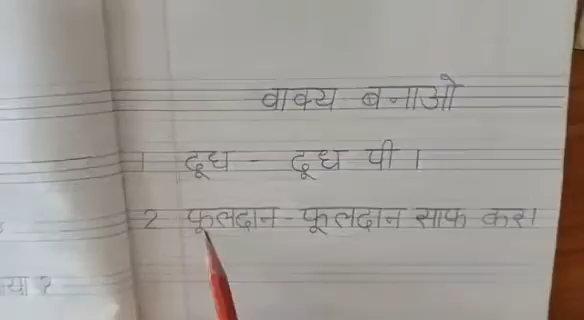 वाक्य बनाओ
1 दूध - दूध पी ।
2 फूलदान - फूलदान साफ कर।
या ?